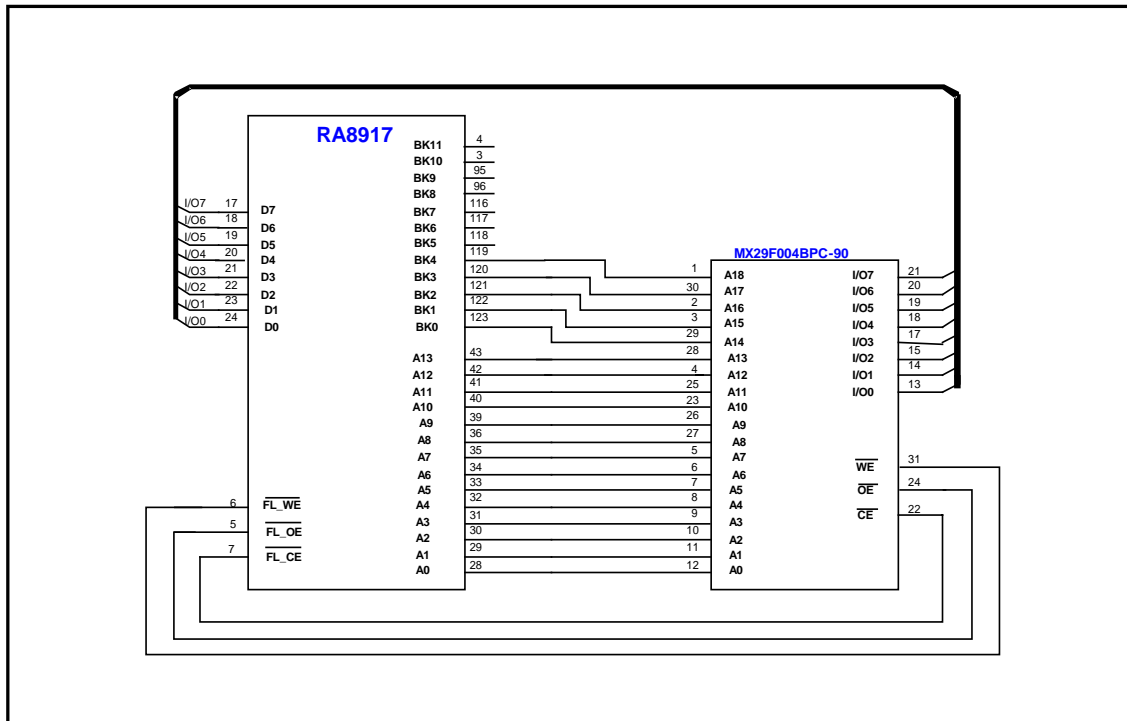 RA8917
BK11 4
BK10 3
BK9 95
BK8 96
BK7 116
BK6 117
BK5 118
BK4 119
BK3 120
BK2 121
BK1 122
BK0 123
A13 43
A12 42
A11 41
A10 40
A9 39
A8 36
A7 35
A6 34
A5 33
A4 32
A3 31
A2 30
A1 29
A0 28
I/O7 17 D7
I/O6 18 D6
I/O5 19 D5
I/O4 20 D4
I/O3 21 D3
I/O2 22 D2
I/O1 23 D1
I/O0 24 D0
6 FL_WE
5 FL_OE
7 FL_CE
MX29F004BPC-90
1 A18
30 A17
2 A16
3 A15
29 A14
28 A13
4 A12
25 A11
23 A10
26 A9
27 A8
5 A7
6 A6
7 A5
8 A4
9 A3
10 A2
11 A1
12 A0
I/O7 21
I/O6 20
I/O5 19
I/O4 18
I/O3 17
I/O2 15
I/O1 14
I/O0 13
WE 31
OE 24
CE 22